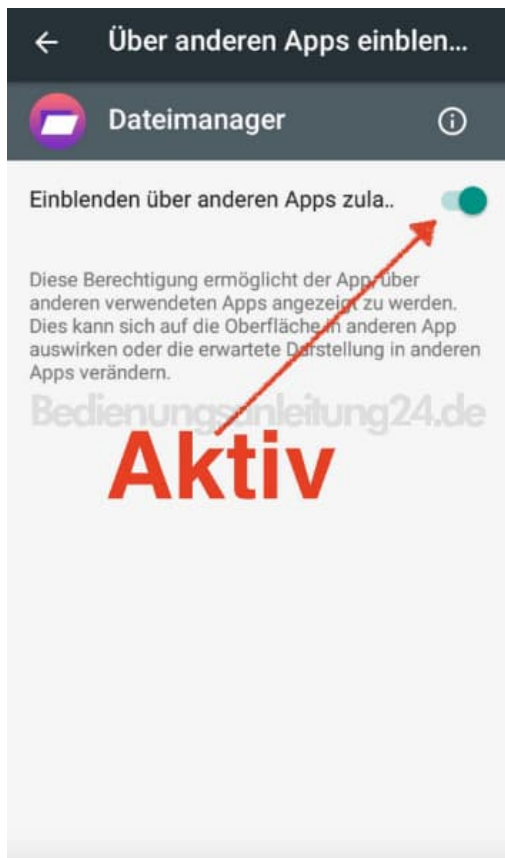 Über anderen Apps einblen...
Dateimanager
Einblenden über anderen Apps zula..
Diese Berechtigung ermöglicht der App, über
anderen verwendeten Apps angezeigt zu werden.
Dies kann sich auf die Oberfläche in anderen App
auswirken oder die erwartete Darstellung in anderen
Apps verändern.
Bedienungsanleitung24.de
Aktiv